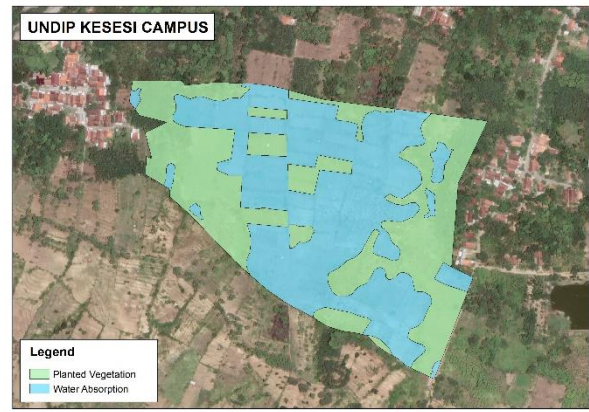 UNDIP KESESI CAMPUS
Legend
Planted Vegetation
Water Absorption